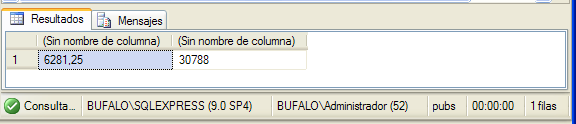 Resultados Mensajes
(Sin nombre de columna) (Sin nombre de columna)
1 6281,25 30788
Consulta... BUFALO\SQLEXPRESS (9.0 SP4) BUFALO\Administrador (52) pubs 00:00:00 1 filas